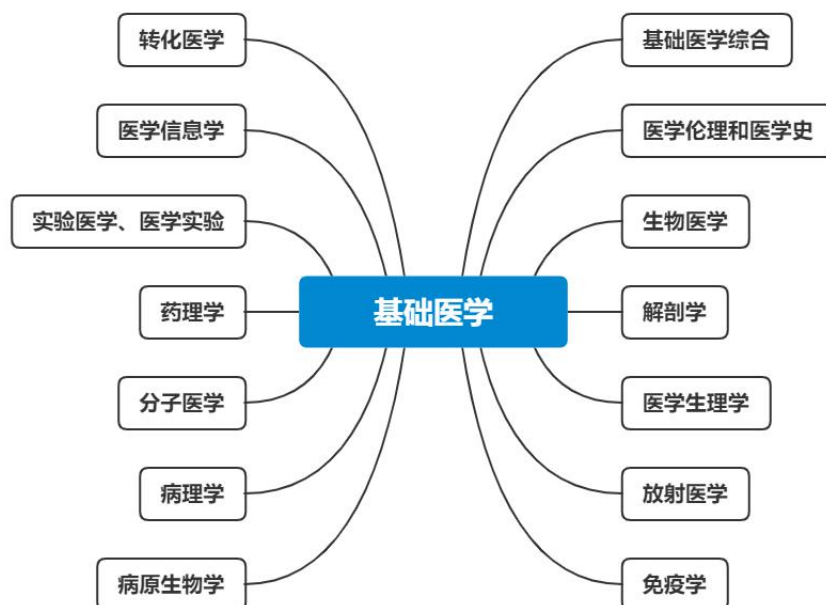 转化医学
基础医学综合
医学信息学
医学伦理和医学史
实验医学、医学实验
生物医学
药理学
基础医学
解剖学
分子医学
医学生理学
病理学
放射医学
病原生物学
免疫学